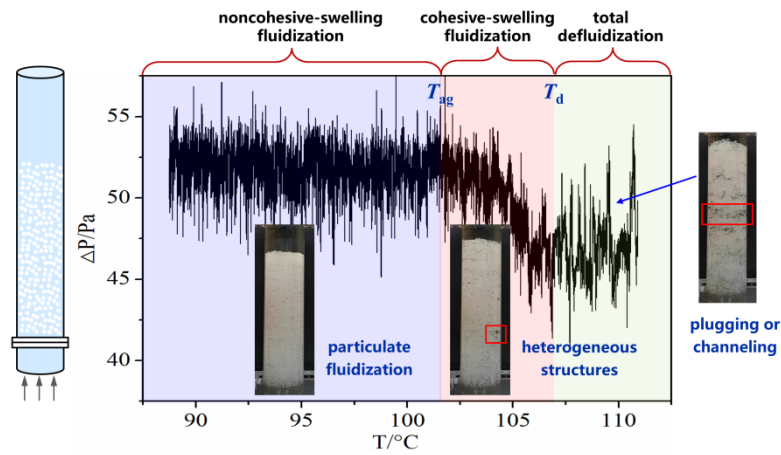 noncohesive-swelling
fluidization
cohesive-swelling
fluidization
total
defluidization
Tag
Td
ΔP/Pa
55
50
45
40
particulate
fluidization
heterogeneous
structures
plugging or
channeling
90
95
100
105
110
T/°C